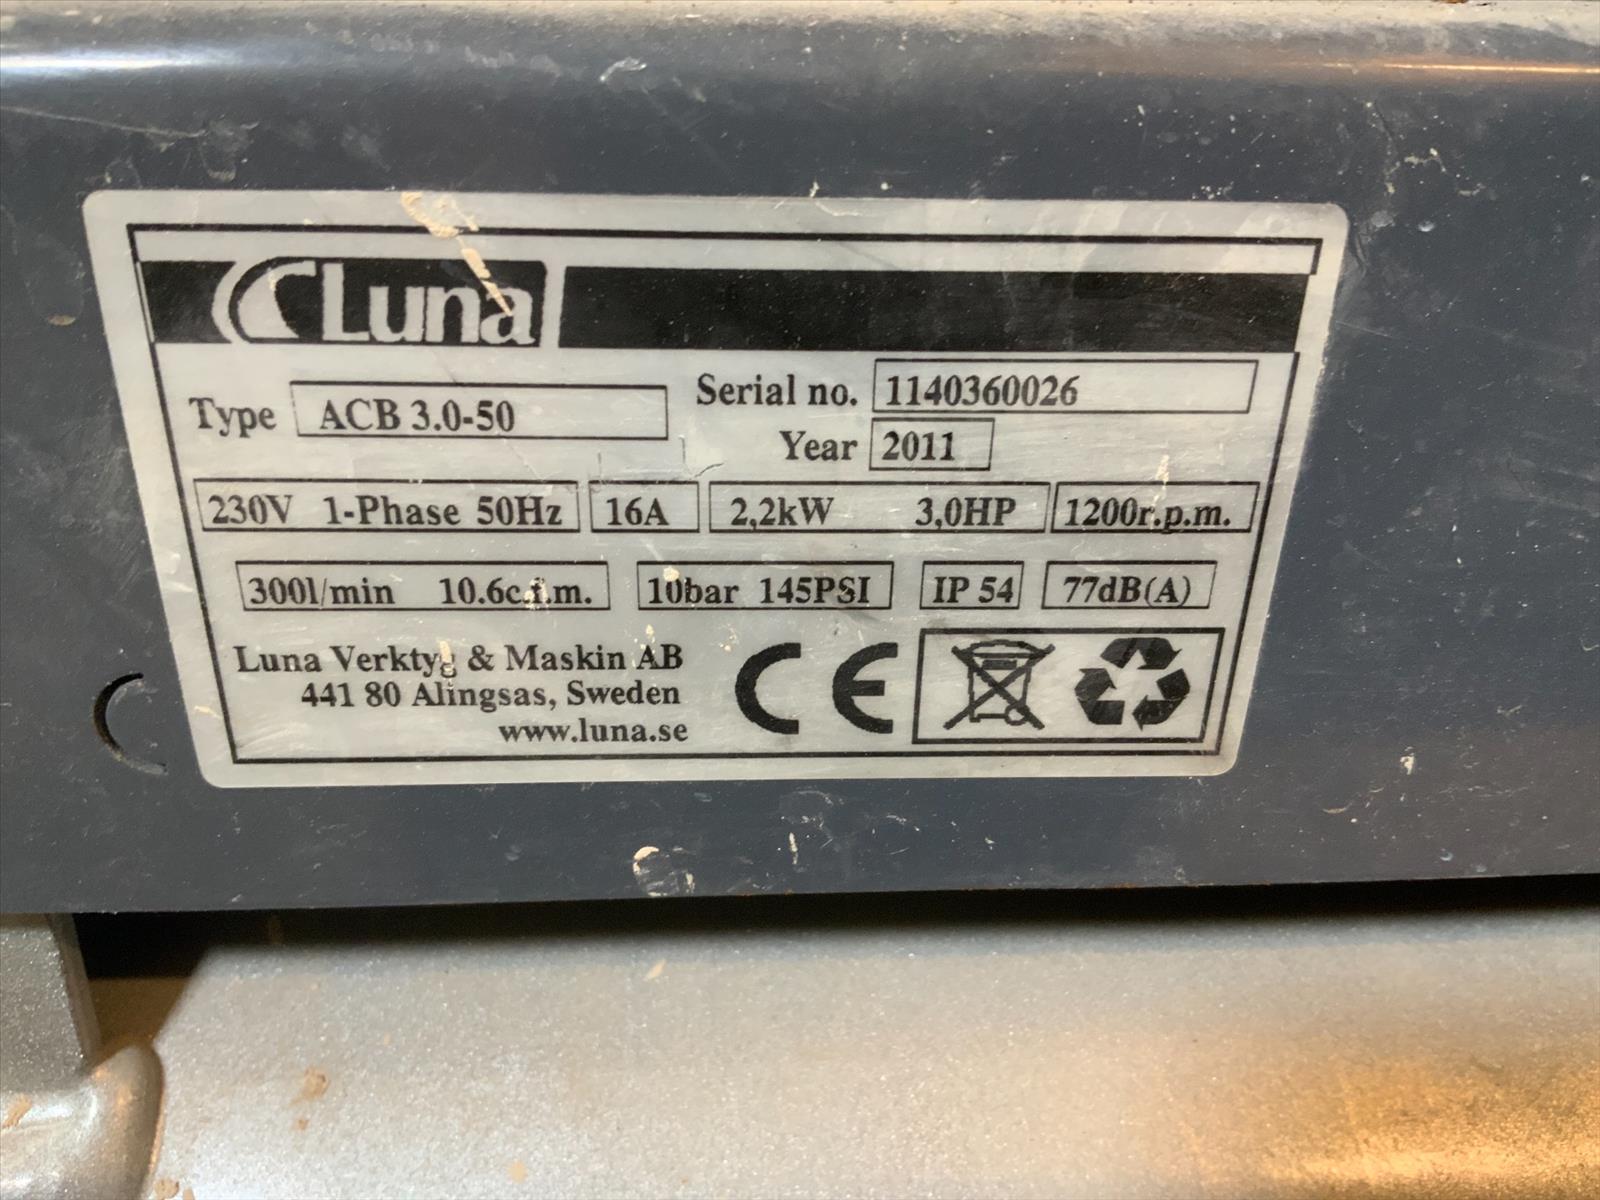 Luna
Type ACB 3.0-50
Serial no. 1140360026
Year 2011
230V 1-Phase 50Hz 16A 2,2kW 3,0HP 1200r.p.m.
300l/min 10.6c.f.m. 10bar 145PSI IP 54 77dB(A)
Luna Verktyg & Maskin AB
441 80 Alingsas, Sweden
www.luna.se
CE